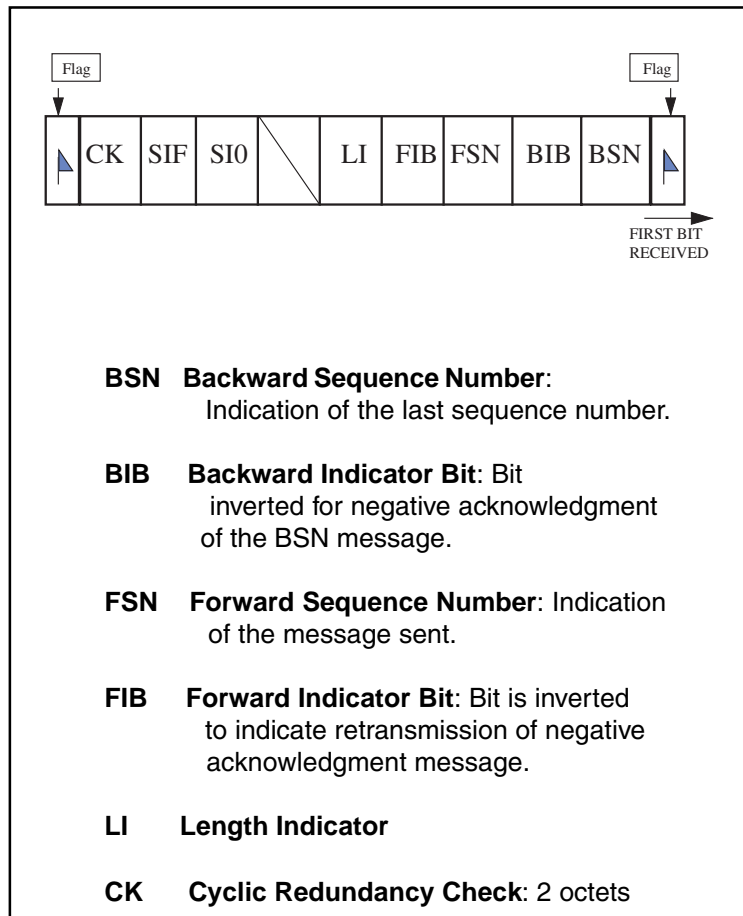 Flag Flag
CK SIF SI0 LI FIB FSN BIB BSN
FIRST BIT
RECEIVED
BSN Backward Sequence Number:
Indication of the last sequence number.
BIB Backward Indicator Bit: Bit
inverted for negative acknowledgment
of the BSN message.
FSN Forward Sequence Number: Indication
of the message sent.
FIB Forward Indicator Bit: Bit is inverted
to indicate retransmission of negative
acknowledgment message.
LI Length Indicator
CK Cyclic Redundancy Check: 2 octets